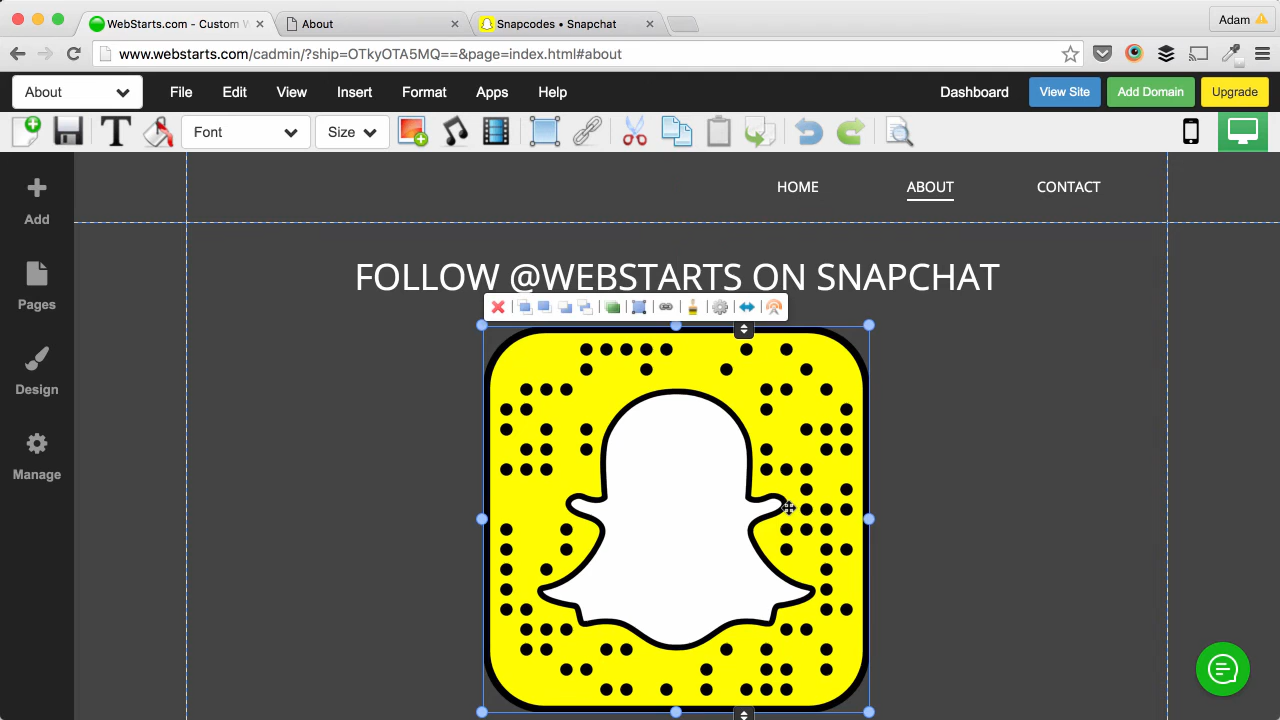 WebStarts.com - Custom W
About
Snapcodes • Snapchat
Adam
www.webstarts.com/cadmin/?ship=OTkyOTA5MQ==&page=index.html#about
About File Edit View Insert Format Apps Help Dashboard View Site Add Domain Upgrade
T Font Size
HOME ABOUT CONTACT
Add
Pages
Design
Manage
FOLLOW @WEBSTARTS ON SNAPCHAT